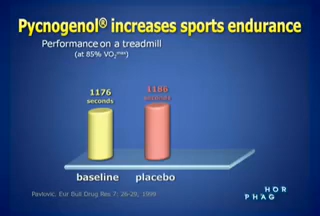 Pycnogenol® increases sports endurance
Performance on a treadmill
(at 85% VO2max)
1176
seconds
1186
seconds
baseline
placebo
Pavlovic. Eur Bull Drug Res 7: 26-29, 1999
HOR
PHAG